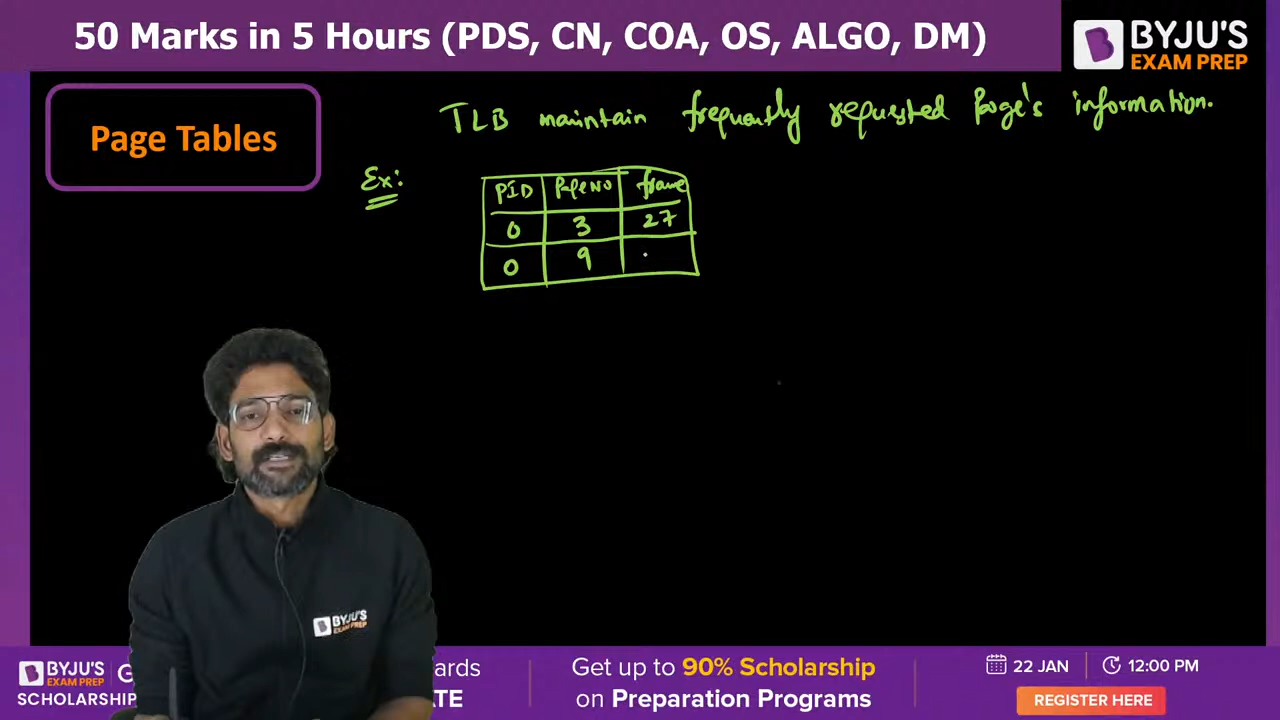 50 Marks in 5 Hours (PDS, CN, COA, OS, ALGO, DM)
BYJU'S
EXAM PREP
Page Tables
TLB maintain frequently requested Page's information.
Ex:
PID Page No frame
0 3 27
0 9
BYJU'S
EXAM PREP
BYJU'S
EXAM PREP
G
SCHOLARSHIP
ards
ATE
Get up to 90% Scholarship
on Preparation Programs
22 JAN
12:00 PM
REGISTER HERE